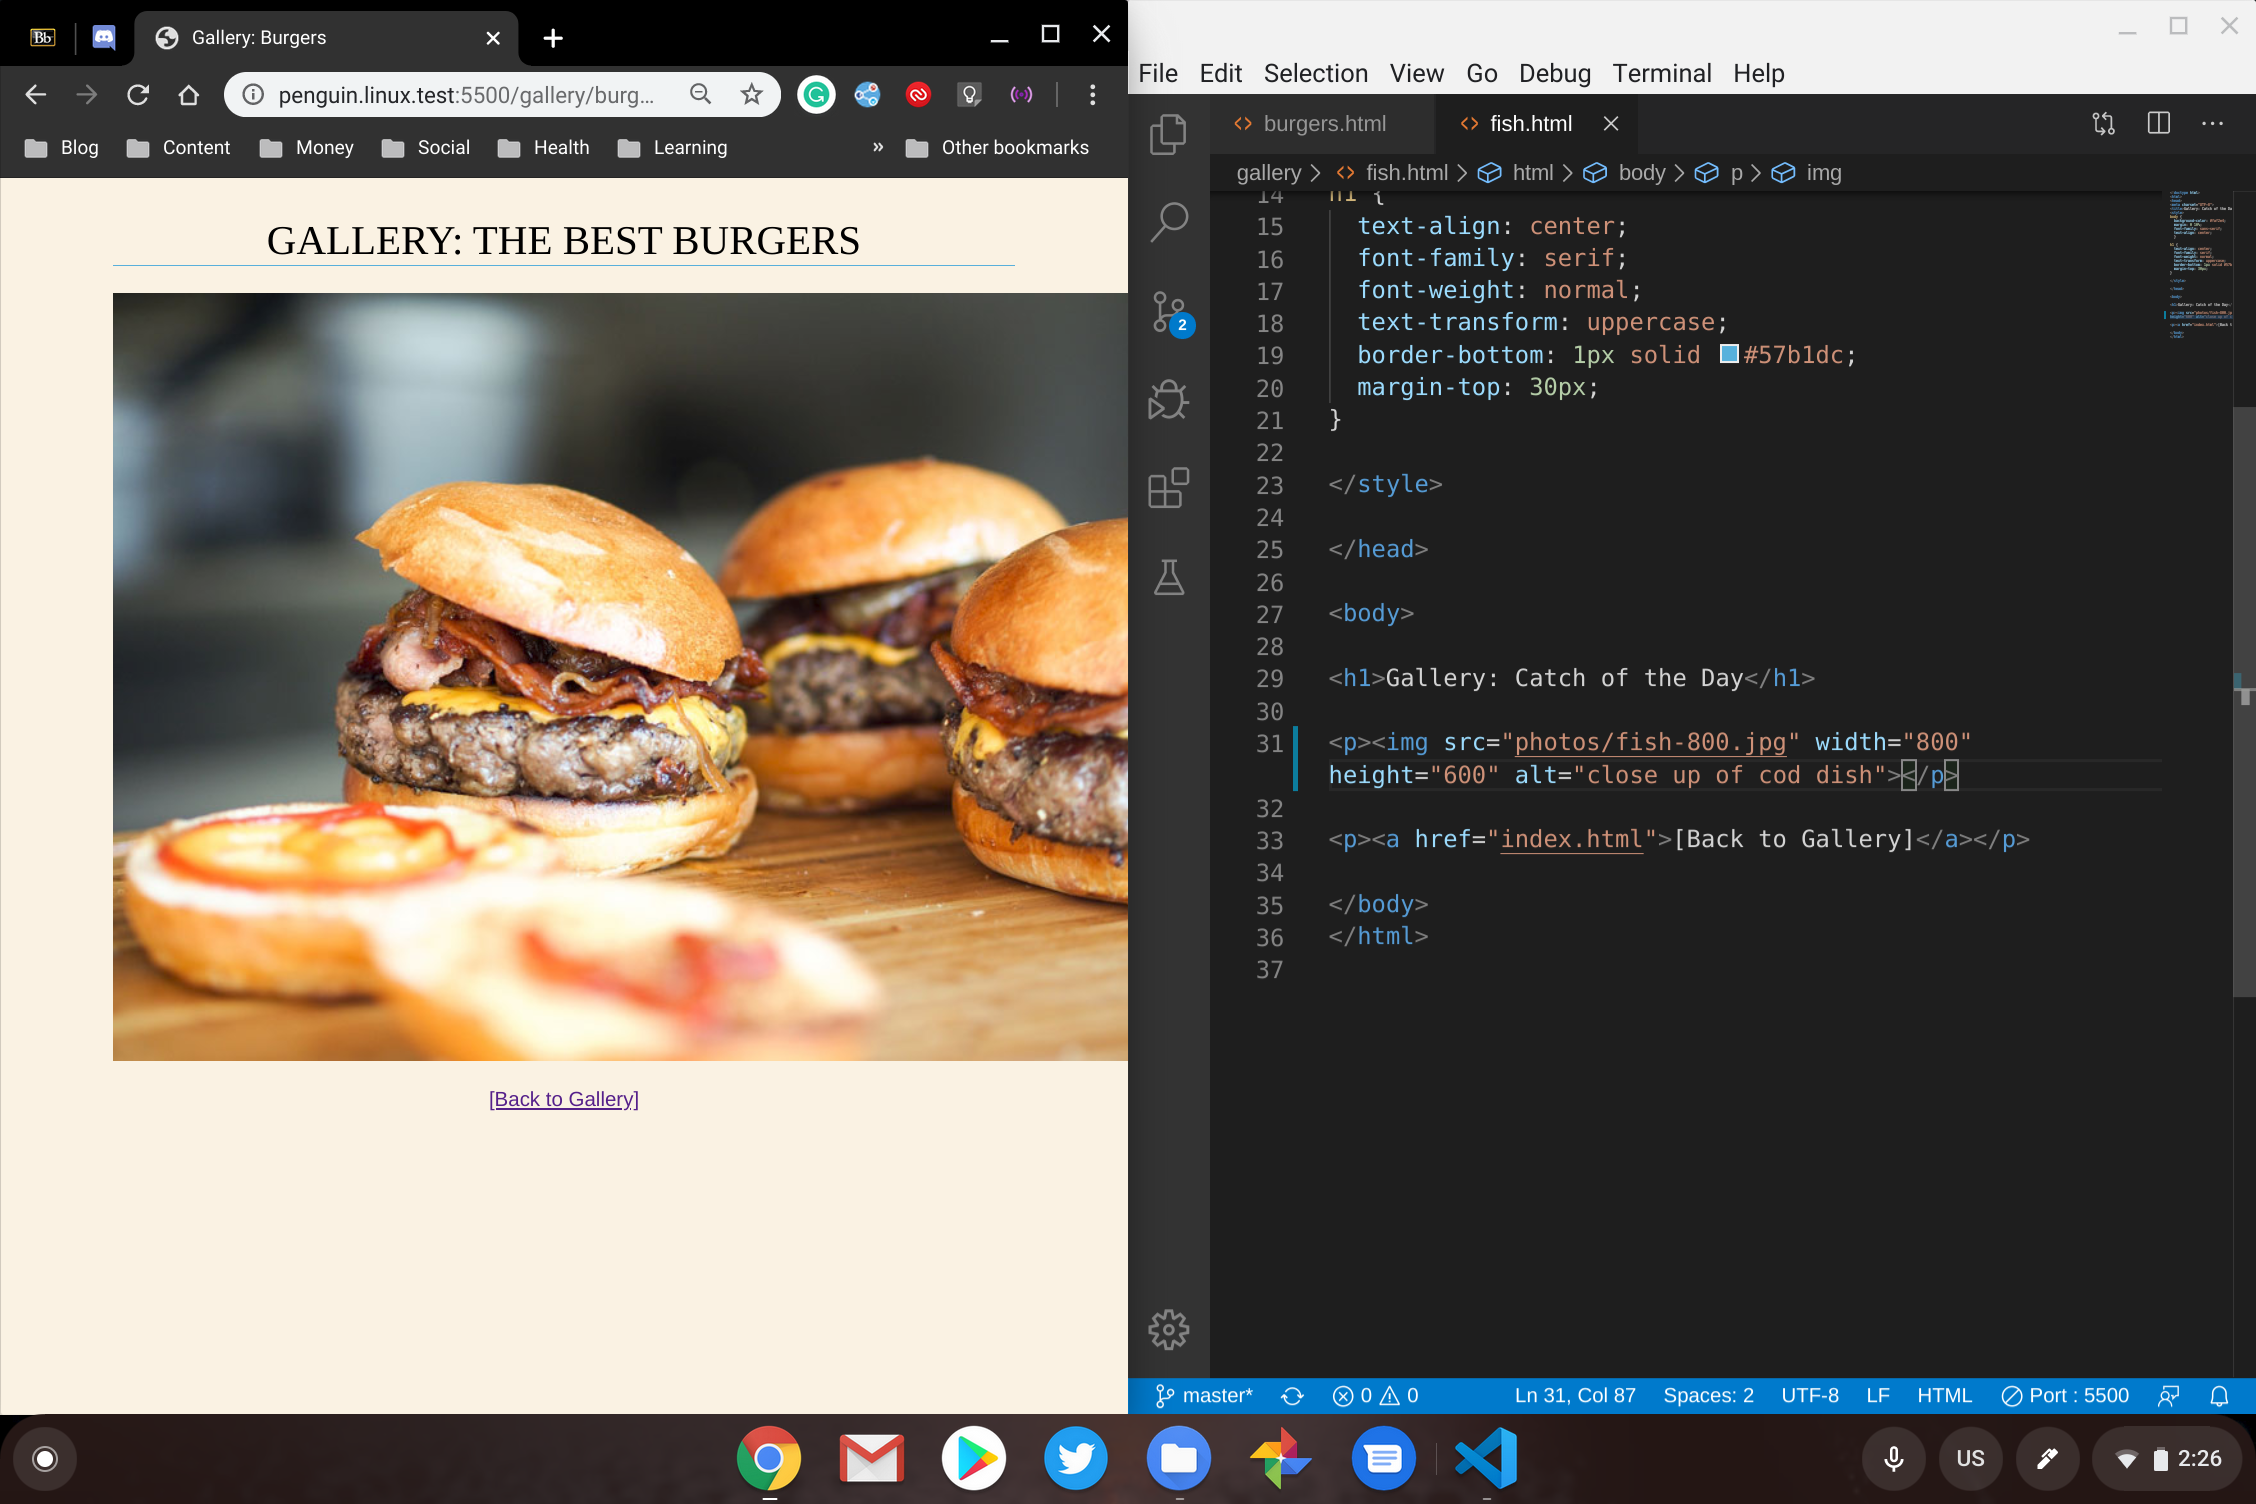 Bb
Gallery: Burgers
penguin.linux.test:5500/gallery/burg...
Blog
Content
Money
Social
Health
Learning
»
Other bookmarks
GALLERY: THE BEST BURGERS
[Back to Gallery]
File Edit Selection View Go Debug Terminal Help
burgers.html
fish.html
gallery > fish.html > html > body > p > img
2
14 h1 {
15 text-align: center;
16 font-family: serif;
17 font-weight: normal;
18 text-transform: uppercase;
19 border-bottom: 1px solid #57b1dc;
20 margin-top: 30px;
21 }
22
23 </style>
24
25 </head>
26
27 <body>
28
29 <h1>Gallery: Catch of the Day</h1>
30
31 <p><img src="photos/fish-800.jpg" width="800"
height="600" alt="close up of cod dish"></p>
32
33 <p><a href="index.html">[Back to Gallery]</a></p>
34
35 </body>
36 </html>
37
master* 0 0 Ln 31, Col 87 Spaces: 2 UTF-8 LF HTML Port : 5500
US
2:26